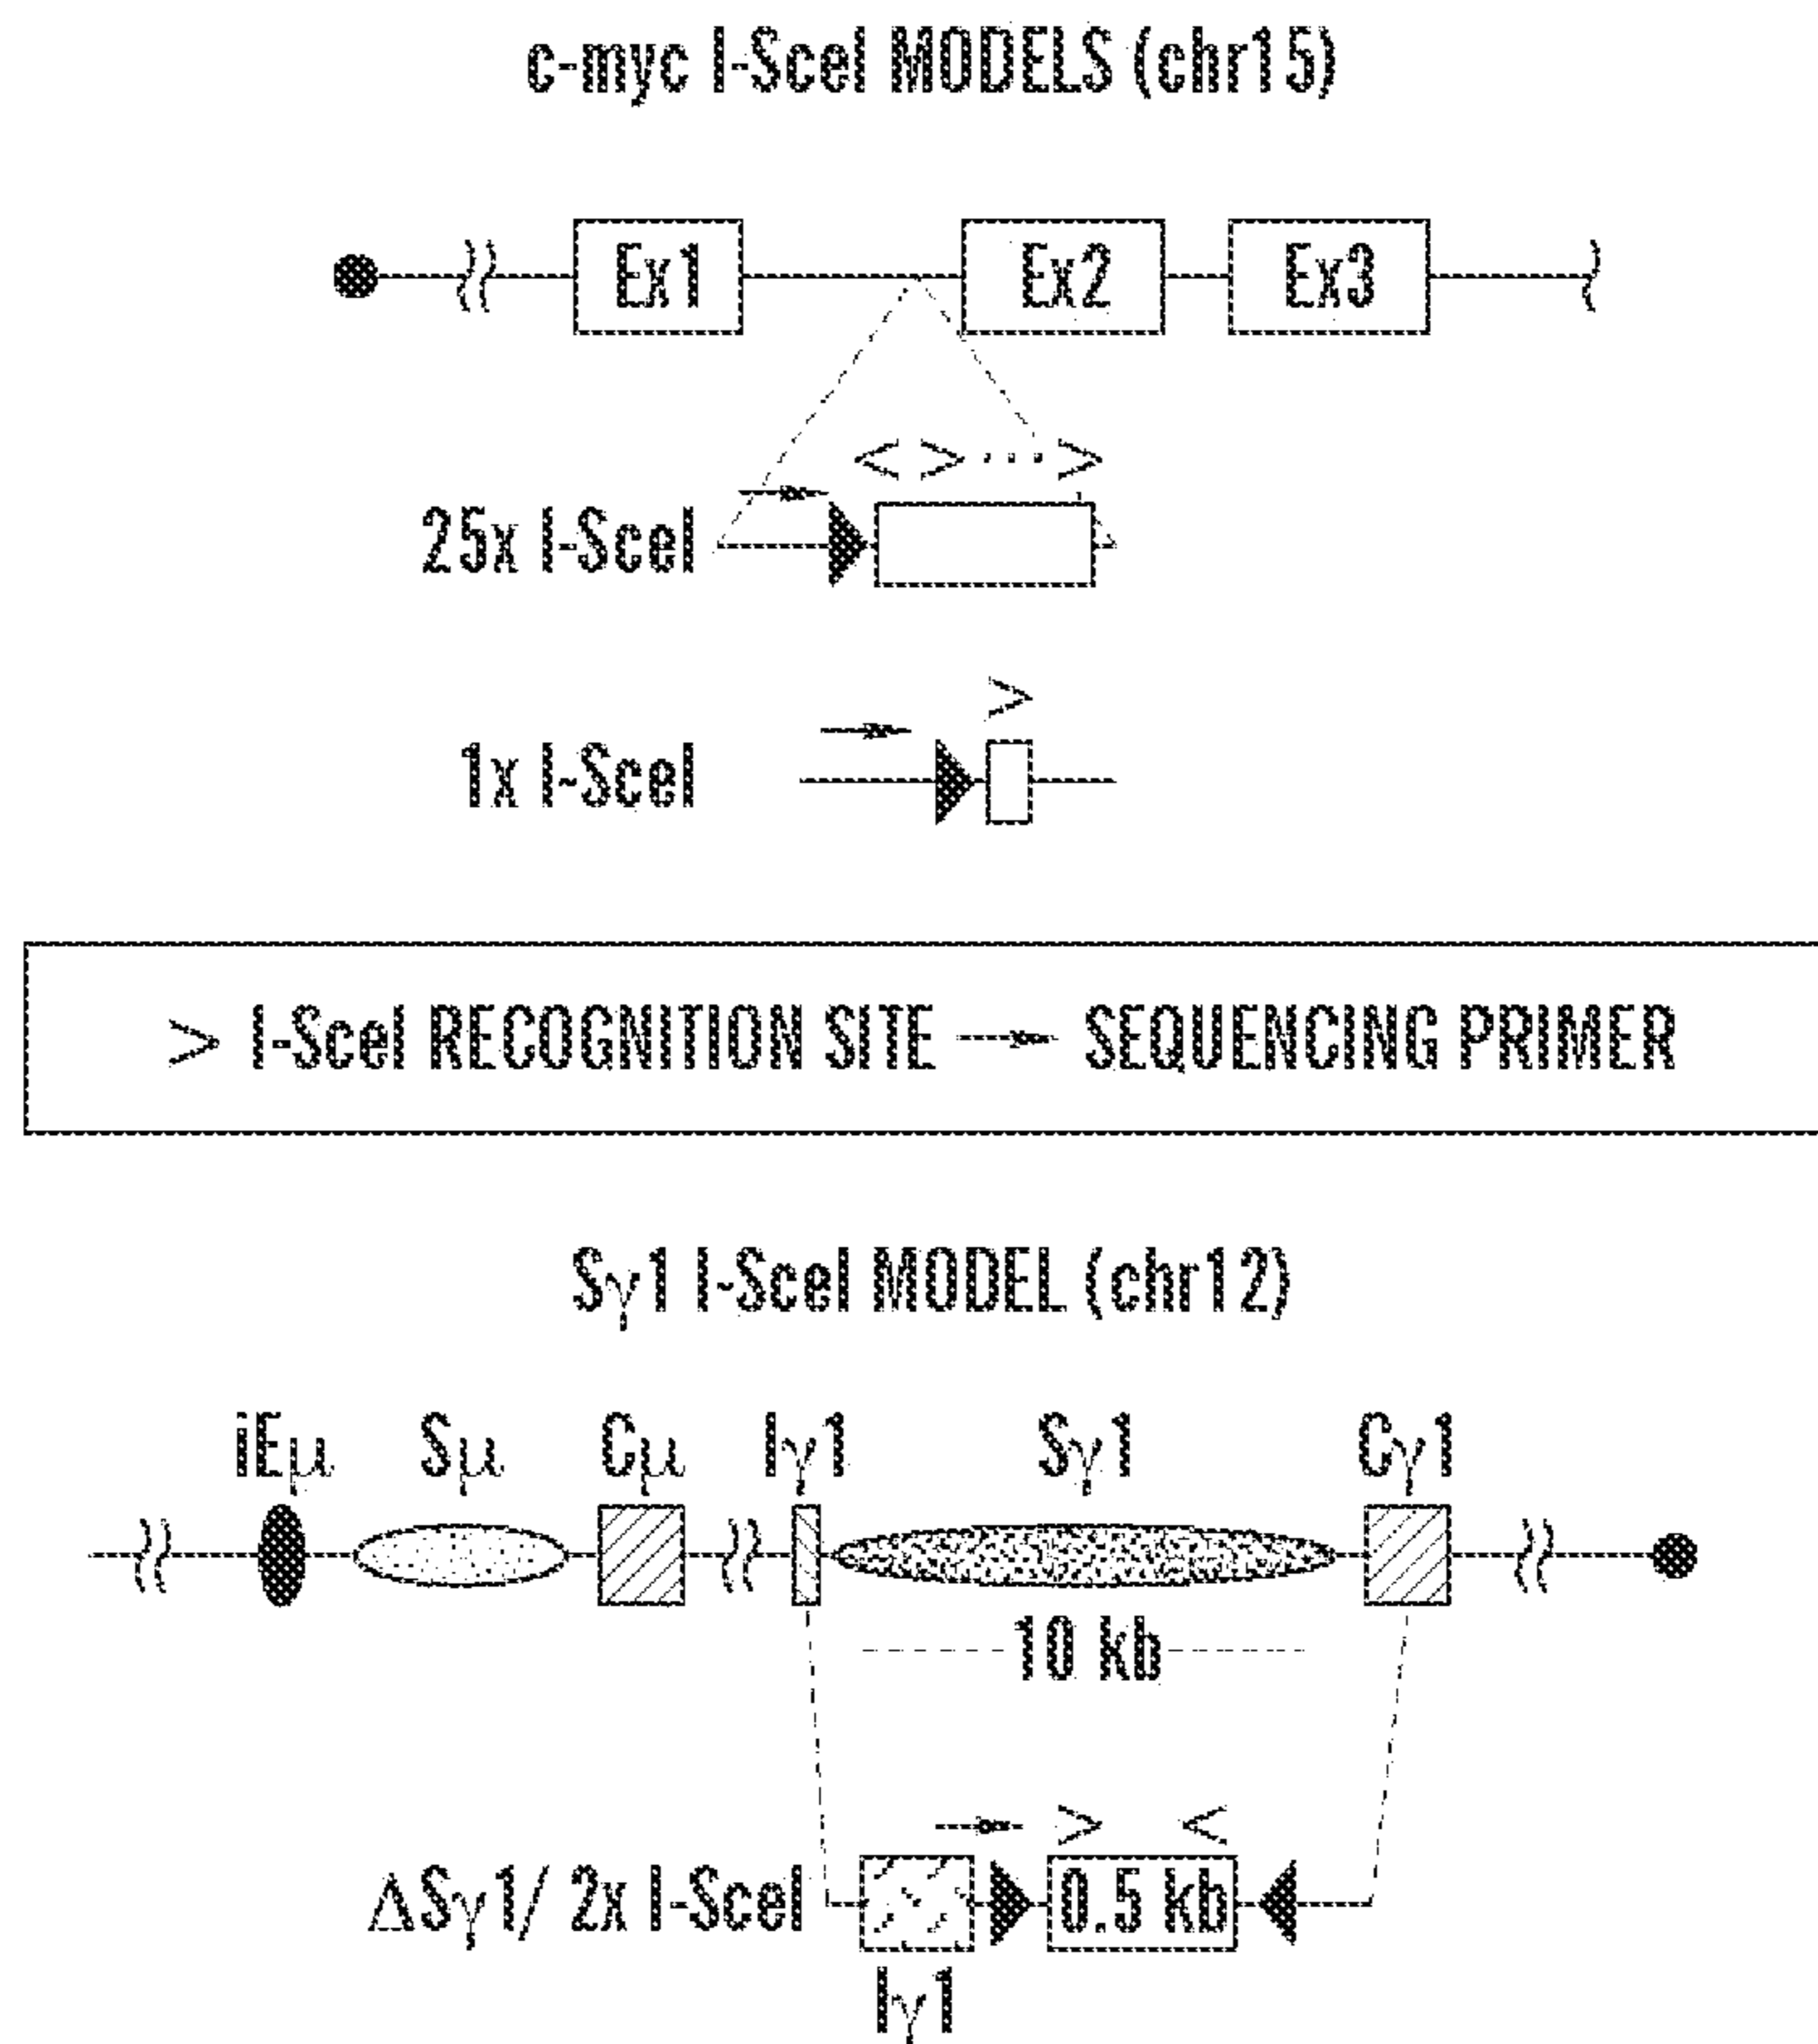 c-myc I-SceI MODELS (chr15)
Ex1 Ex2 Ex3
< > ··· >
25x I-SceI
>
1x I-SceI
> I-SceI RECOGNITION SITE → SEQUENCING PRIMER
Sγ1 I-SceI MODEL (chr12)
iEμ Sμ Cμ Iγ1 Sγ1 Cγ1
10 kb
> <
ΔSγ1/ 2x I-SceI 0.5 kb
Iγ1